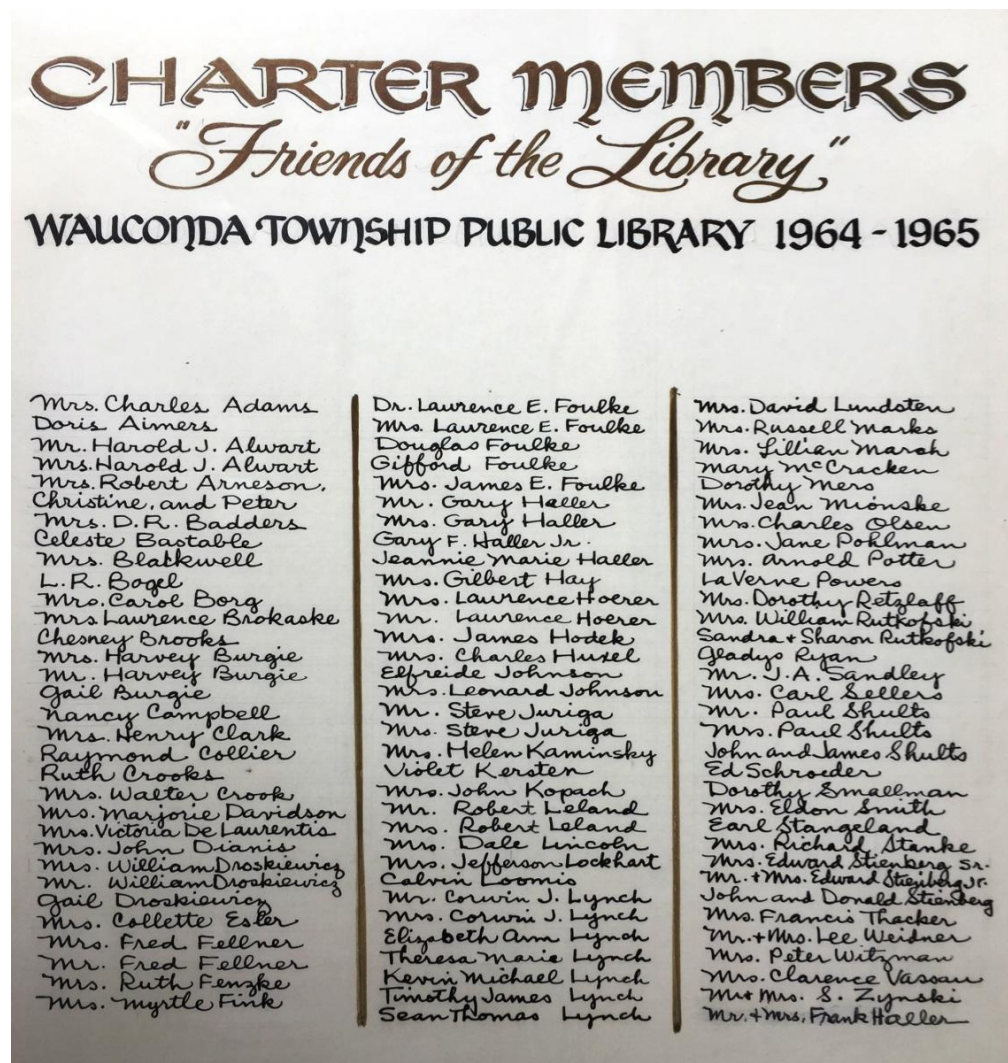 CHARTER MEMBERS
"Friends of the Library"
WAUCONDA TOWNSHIP PUBLIC LIBRARY 1964-1965
Mrs. Charles Adams
Doris Aimers
Mr. Harold J. Alwart
Mrs. Harold J. Alwart
Mrs. Robert Arneson,
Christine, and Peter
Mrs. D.R. Badders
Celeste Bastable
Mrs. Blackwell
L.R. Bogel
Mrs. Carol Borg
Mrs. Laurence Brokaske
Chesney Brooks
Mrs. Harvey Burgie
Mr. Harvey Burgie
Gail Burgie
Nancy Campbell
Mrs. Henry Clark
Raymond Collier
Ruth Crooks
Mrs. Walter Crook
Mrs. Marjorie Davidson
Mrs. Victoria De Laurentis
Mrs. John Dianis
Mrs. William Droskiewicz
Mr. William Droskiewicz
Gail Droskiewicz
Mrs. Collette Esler
Mrs. Fred Fellner
Mr. Fred Fellner
Mrs. Ruth Fenzke
Mrs. Myrtle Fink
Dr. Laurence E. Foulke
Mrs. Laurence E. Foulke
Douglas Foulke
Gifford Foulke
Mrs. James E. Foulke
Mr. Gary Haller
Mrs. Gary Haller
Gary F. Haller Jr.
Jeannie Marie Haller
Mrs. Gilbert Hay
Mrs. Laurence Hoerer
Mr. Laurence Hoerer
Mrs. James Hodek
Mrs. Charles Huxel
Elfreide Johnson
Mrs. Leonard Johnson
Mr. Steve Juriga
Mrs. Steve Juriga
Mrs. Helen Kaminsky
Violet Kersten
Mrs. John Kopach
Mr. Robert Leland
Mrs. Robert Leland
Mrs. Dale Lincoln
Mrs. Jefferson Lockhart
Calvin Loomis
Mr. Corwin J. Lynch
Mrs. Corwin J. Lynch
Elizabeth Ann Lynch
Theresa Marie Lynch
Kevin Michael Lynch
Timothy James Lynch
Sean Thomas Lynch
Mrs. David Lundsten
Mrs. Russell Marks
Mrs. Lillian Marsh
Mary McCracken
Dorothy Mers
Mrs. Jean Mionske
Mrs. Charles Olsen
Mrs. Jane Pohlman
Mrs. Arnold Potter
LaVerne Powers
Mrs. Dorothy Retzlaff
Mrs. William Rutkofski
Sandra + Sharon Rutkofski
Gladys Ryan
Mr. J.A. Sandley
Mrs. Carl Sellers
Mr. Paul Shults
Mrs. Paul Shults
John and James Shults
Ed Schroeder
Dorothy Smallman
Mrs. Eldon Smith
Earl Stangeland
Mrs. Richard Stanke
Mrs. Edward Stienberg Sr.
Mr. + Mrs. Edward Stienberg Jr.
John and Donald Stienberg
Mrs. Francis Thacker
Mr. + Mrs. Lee Weidner
Mrs. Peter Witzman
Mrs. Clarence Vassau
Mr + Mrs. S. Zynski
Mr. + Mrs. Frank Haller